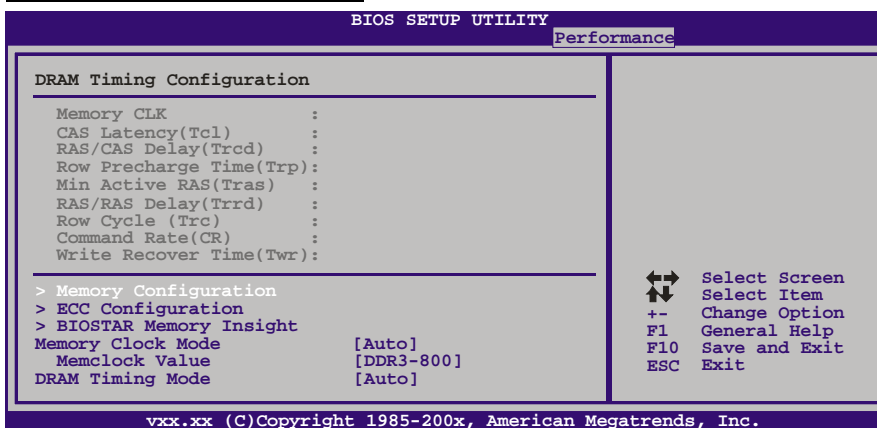 BIOS SETUP UTILITY
Performance
DRAM Timing Configuration
Memory CLK :
CAS Latency(Tcl) :
RAS/CAS Delay(Trcd) :
Row Precharge Time(Trp):
Min Active RAS(Tras) :
RAS/RAS Delay(Trrd) :
Row Cycle (Trc) :
Command Rate(CR) :
Write Recover Time(Twr):
> Memory Configuration
> ECC Configuration
> BIOSTAR Memory Insight
Memory Clock Mode [Auto]
Memclock Value [DDR3-800]
DRAM Timing Mode [Auto]
Select Screen
Select Item
+- Change Option
F1 General Help
F10 Save and Exit
ESC Exit
vxx.xx (C)Copyright 1985-200x, American Megatrends, Inc.